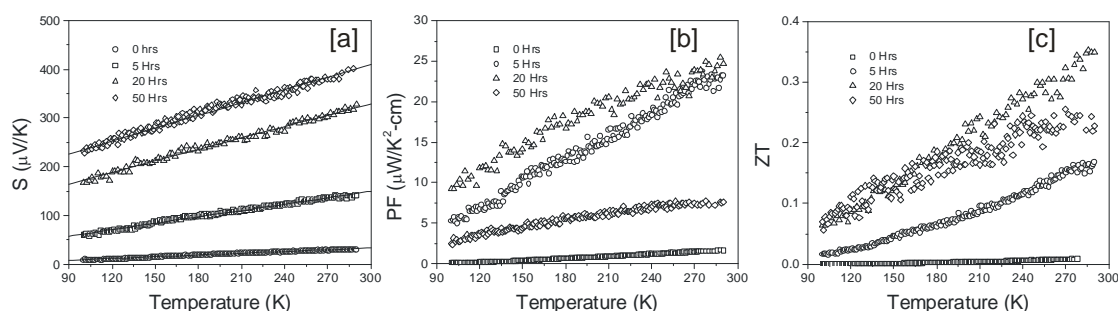 [a]
0 hrs
5 Hrs
20 Hrs
50 Hrs
500
400
300
200
100
0
90 120 150 180 210 240 270 300
S (μV/K)
Temperature (K)
[b]
0 Hrs
5 Hrs
20 Hrs
50 Hrs
30
25
20
15
10
5
0
90 120 150 180 210 240 270 300
PF (μW/K²-cm)
Temperature (K)
[c]
0 Hrs
5 Hrs
20 Hrs
50 Hrs
0.4
0.3
0.2
0.1
0.0
90 120 150 180 210 240 270 300
ZT
Temperature (K)